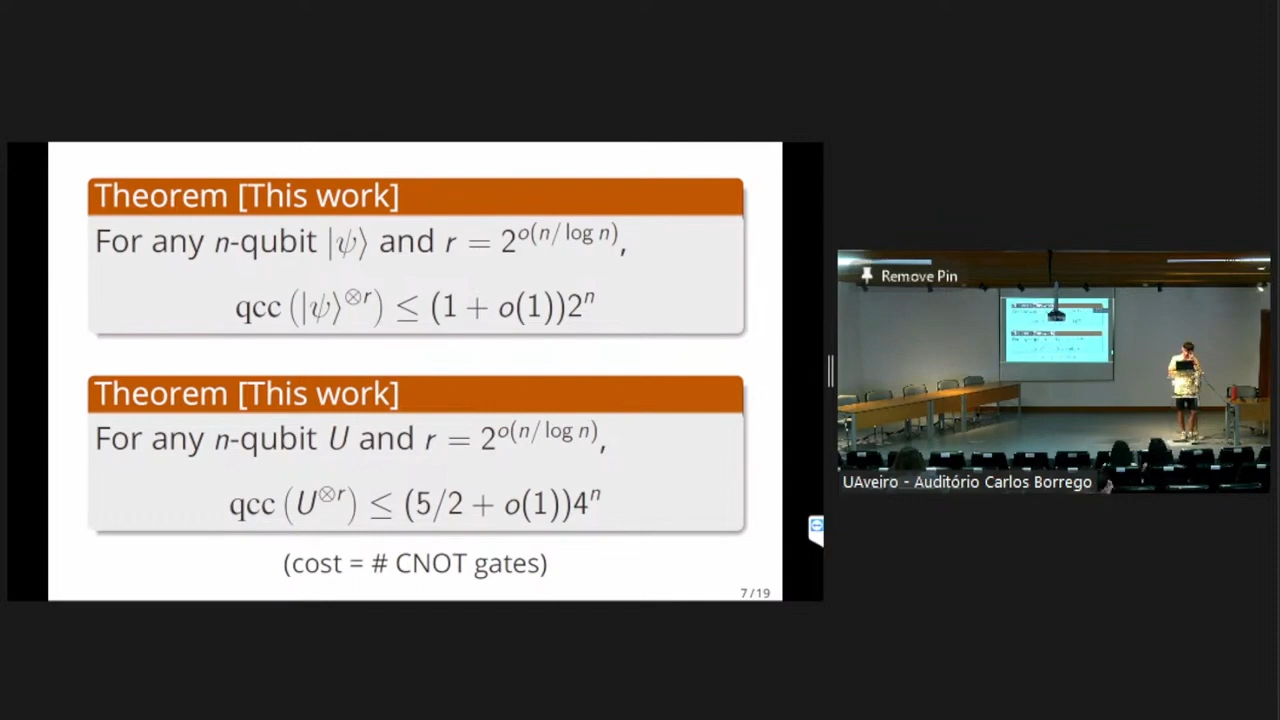 Theorem [This work]
For any n-qubit |ψ⟩ and r = 2^{o(n/ log n)},
qcc (|ψ⟩^{⊗r}) ≤ (1 + o(1))2^n
Theorem [This work]
For any n-qubit U and r = 2^{o(n/ log n)},
qcc (U^{⊗r}) ≤ (5/2 + o(1))4^n
(cost = # CNOT gates)
7 / 19
Remove Pin
UAveiro - Auditório Carlos Borrego